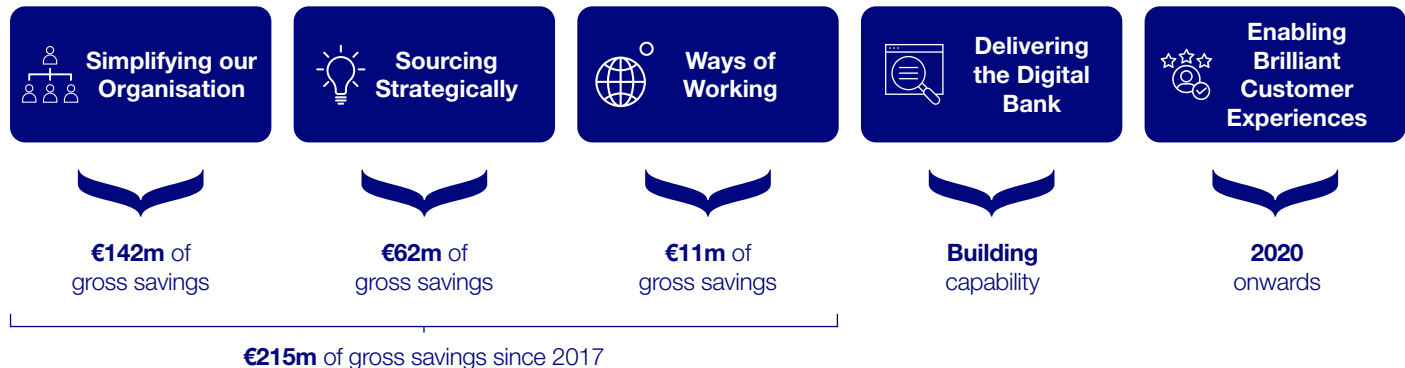 Simplifying our
Organisation
Sourcing
Strategically
Ways of
Working
Delivering
the Digital
Bank
Enabling
Brilliant
Customer
Experiences
€142m of
gross savings
€62m of
gross savings
€11m of
gross savings
Building
capability
2020
onwards
€215m of gross savings since 2017